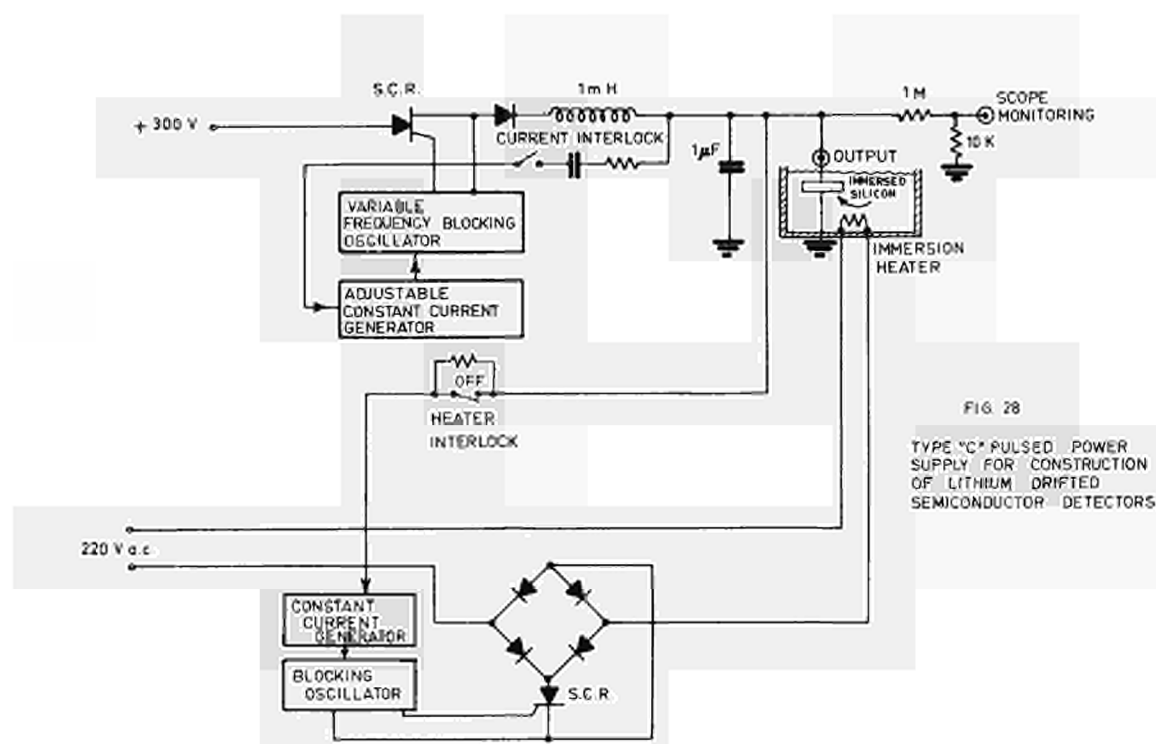 S.C.R.
1 m H
1 M
SCOPE
MONITORING
+ 300 V
CURRENT INTERLOCK
1µF
10 K
OUTPUT
IMMERSED
SILICON
VARIABLE
FREQUENCY BLOCKING
OSCILLATOR
IMMERSION
HEATER
ADJUSTABLE
CONSTANT CURRENT
GENERATOR
OFF
HEATER
INTERLOCK
FIG. 28
TYPE "C" PULSED POWER
SUPPLY FOR CONSTRUCTION
OF LITHIUM DRIFTED
SEMICONDUCTOR DETECTORS
220 V a.c.
CONSTANT
CURRENT
GENERATOR
BLOCKING
OSCILLATOR
S.C.R.